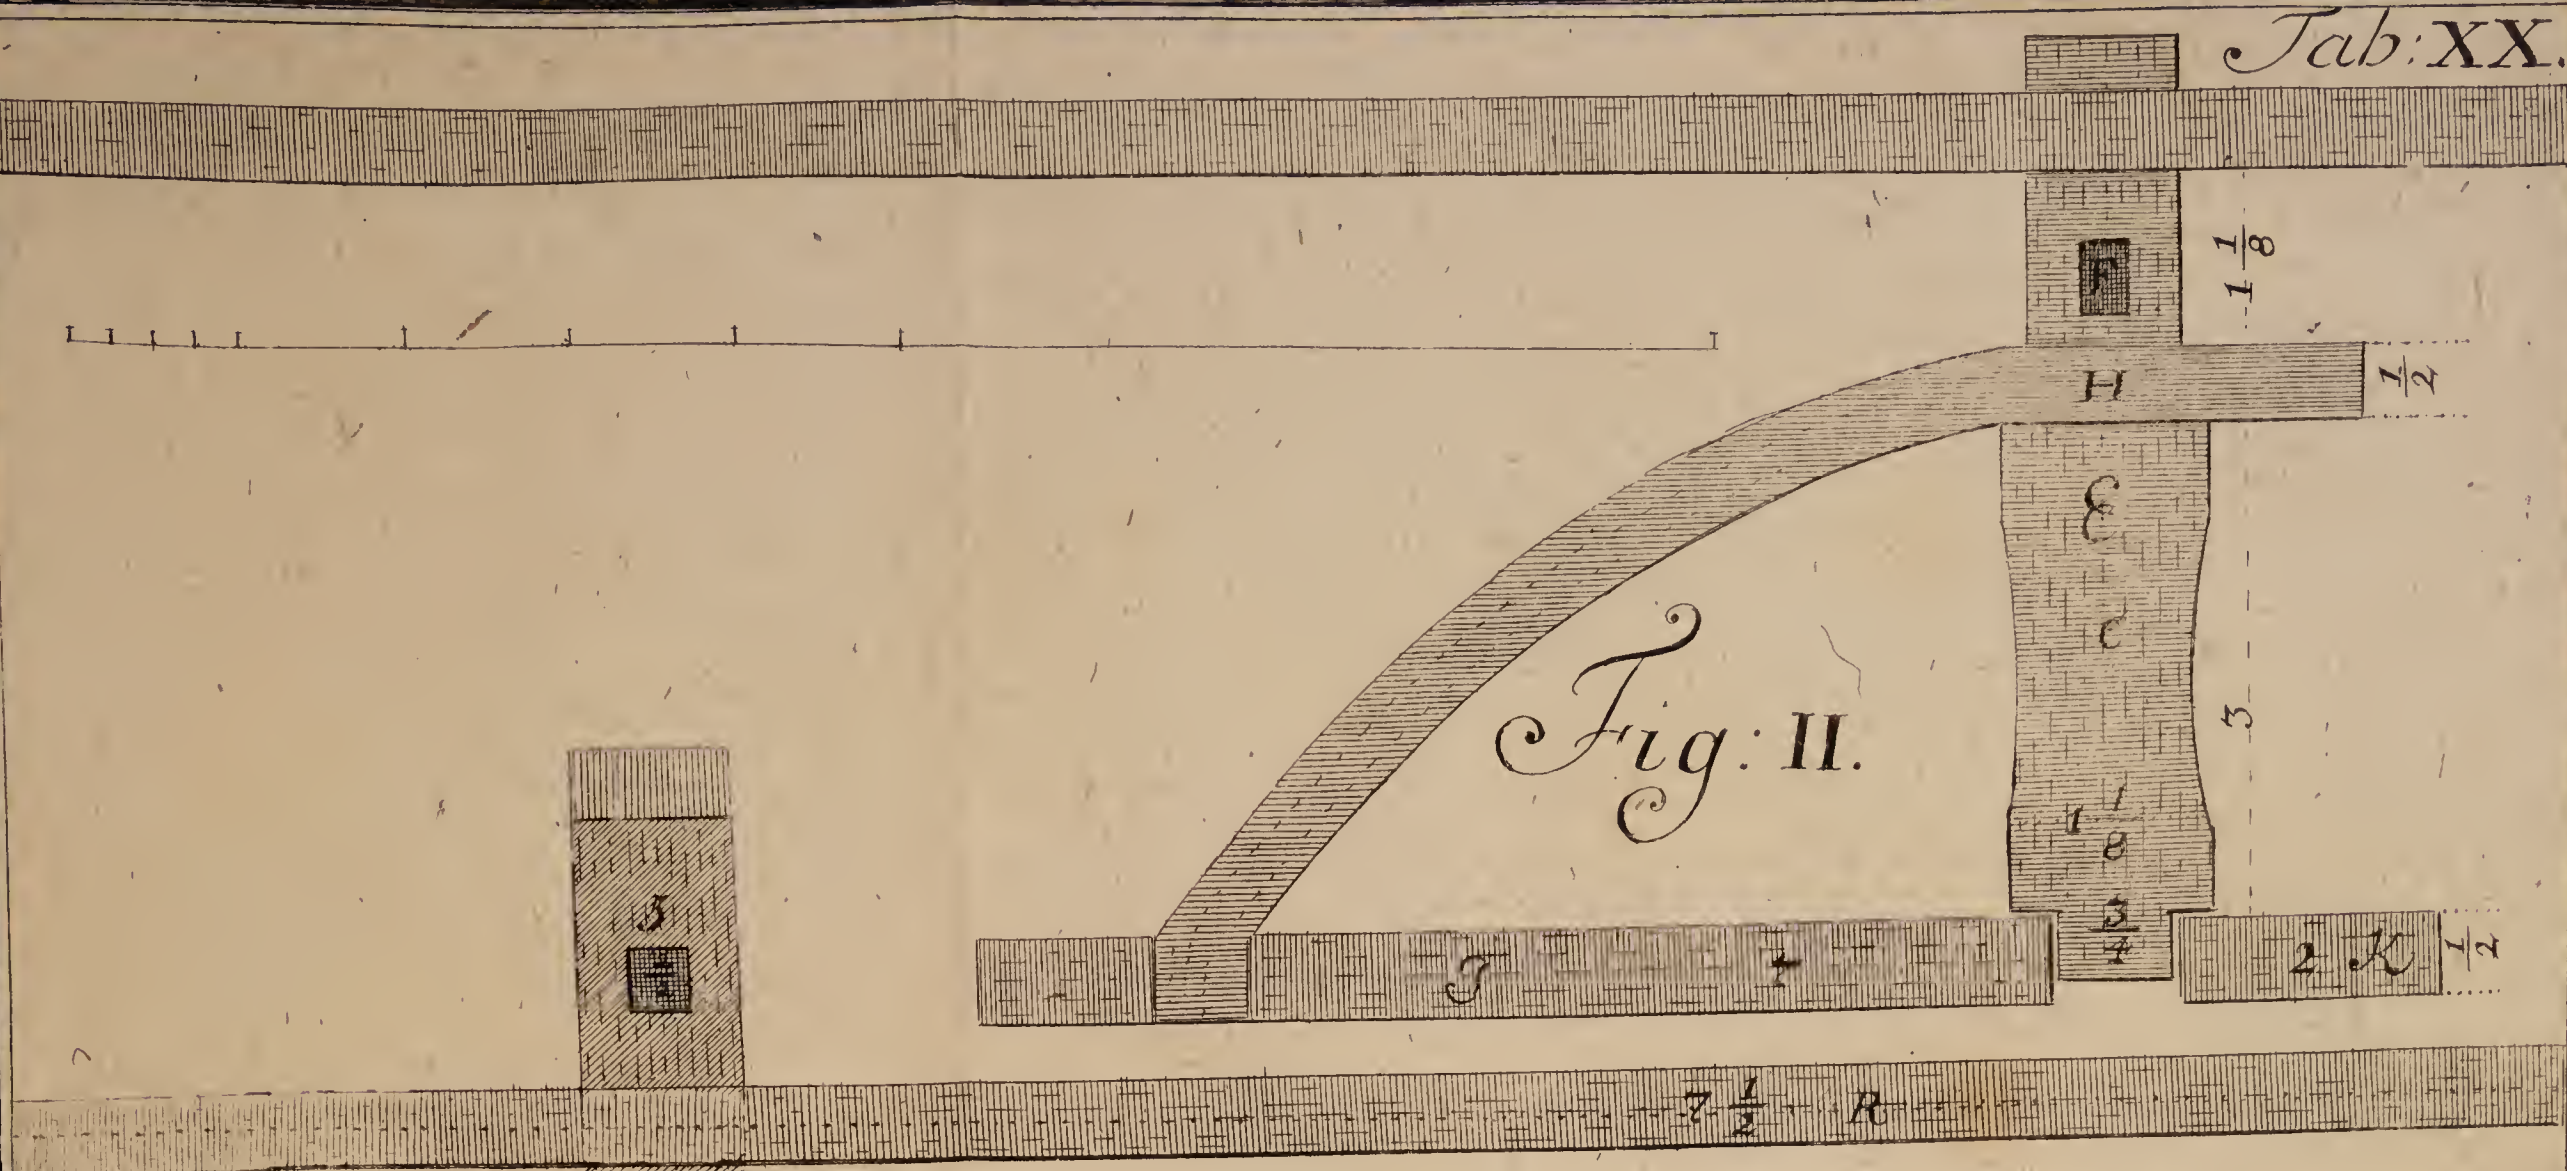 Tab: XX.
F
1 1/8
H
1/2
E
C
3
Fig: II.
1 1/8
5
3/4
J
2 K
1/2
7 1/2 R